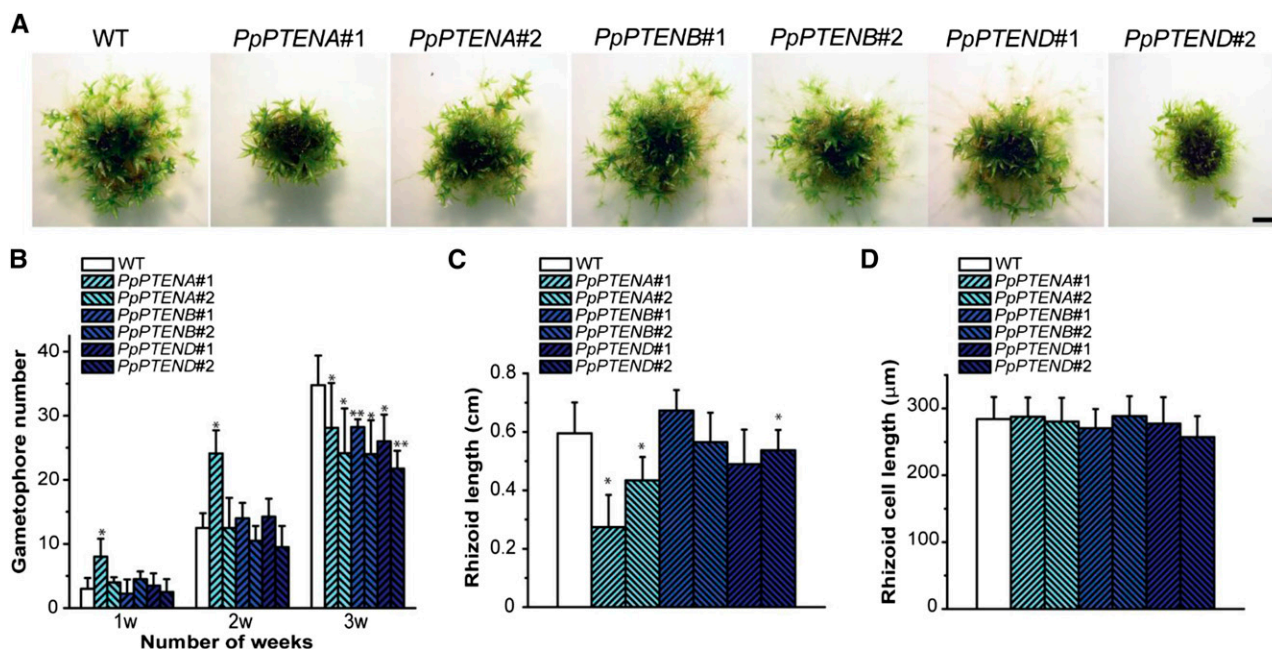 A
WT PpPTENA#1 PpPTENA#2 PpPTENB#1 PpPTENB#2 PpPTEND#1 PpPTEND#2
B
WT
PpPTENA#1
PpPTENA#2
PpPTENB#1
PpPTENB#2
PpPTEND#1
PpPTEND#2
Gametophore number
40
30
20
10
0
* * * * ** * * **
1w 2w 3w
Number of weeks
C
WT
PpPTENA#1
PpPTENA#2
PpPTENB#1
PpPTENB#2
PpPTEND#1
PpPTEND#2
Rhizoid length (cm)
0.8
0.6
0.4
0.2
0
* * *
D
WT
PpPTENA#1
PpPTENA#2
PpPTENB#1
PpPTENB#2
PpPTEND#1
PpPTEND#2
Rhizoid cell length (μm)
300
200
100
0